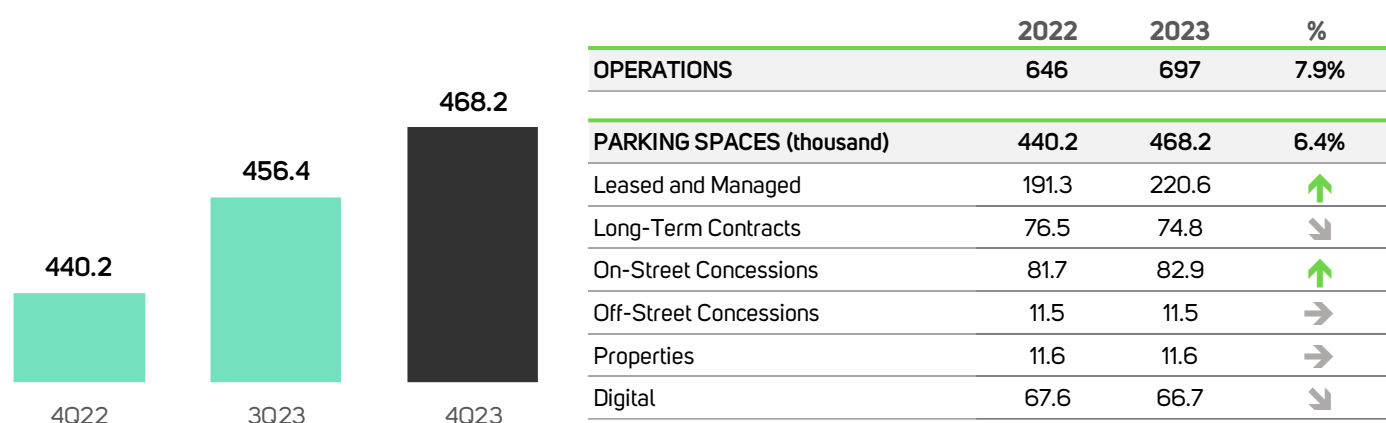 440.2
456.4
468.2
4Q22
3Q23
4Q23
2022 2023 %
OPERATIONS 646 697 7.9%
PARKING SPACES (thousand) 440.2 468.2 6.4%
Leased and Managed 191.3 220.6
Long-Term Contracts 76.5 74.8
On-Street Concessions 81.7 82.9
Off-Street Concessions 11.5 11.5
Properties 11.6 11.6
Digital 67.6 66.7